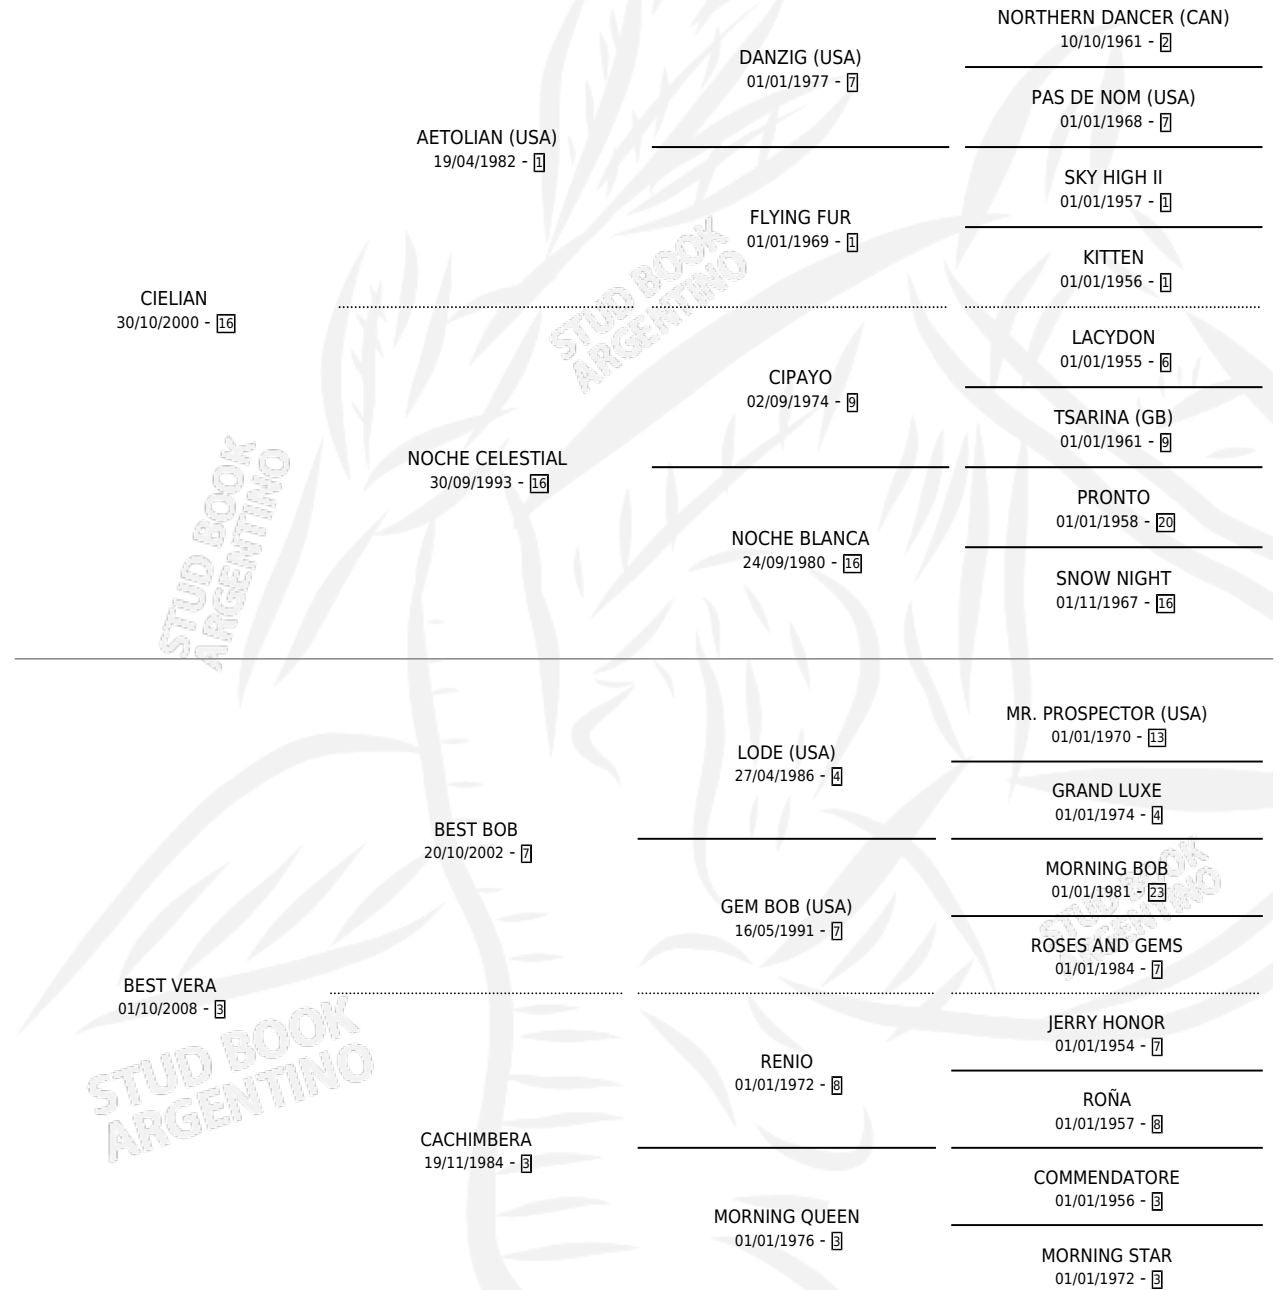 NORTHERN DANCER (CAN)
10/10/1961 - 2
DANZIG (USA)
01/01/1977 - 7
PAS DE NOM (USA)
01/01/1968 - 7
AETOLIAN (USA)
19/04/1982 - 1
SKY HIGH II
01/01/1957 - 1
FLYING FUR
01/01/1969 - 1
KITTEN
01/01/1956 - 1
CIELIAN
30/10/2000 - 16
STUD BOOK
ARGENTINO
LACYDON
01/01/1955 - 6
CIPAYO
02/09/1974 - 9
TSARINA (GB)
01/01/1961 - 9
NOCHE CELESTIAL
30/09/1993 - 16
PRONTO
01/01/1958 - 20
NOCHE BLANCA
24/09/1980 - 16
SNOW NIGHT
01/11/1967 - 16
STUD BOOK
ARGENTINO
MR. PROSPECTOR (USA)
01/01/1970 - 13
LODE (USA)
27/04/1986 - 4
GRAND LUXE
01/01/1974 - 4
BEST BOB
20/10/2002 - 7
MORNING BOB
01/01/1981 - 23
GEM BOB (USA)
16/05/1991 - 7
STUD BOOK
ARGENTINO
ROSES AND GEMS
01/01/1984 - 7
BEST VERA
01/10/2008 - 3
STUD BOOK
ARGENTINO
JERRY HONOR
01/01/1954 - 7
RENIO
01/01/1972 - 8
ROÑA
01/01/1957 - 8
CACHIMBERA
19/11/1984 - 3
COMMENDATORE
01/01/1956 - 3
MORNING QUEEN
01/01/1976 - 3
MORNING STAR
01/01/1972 - 3